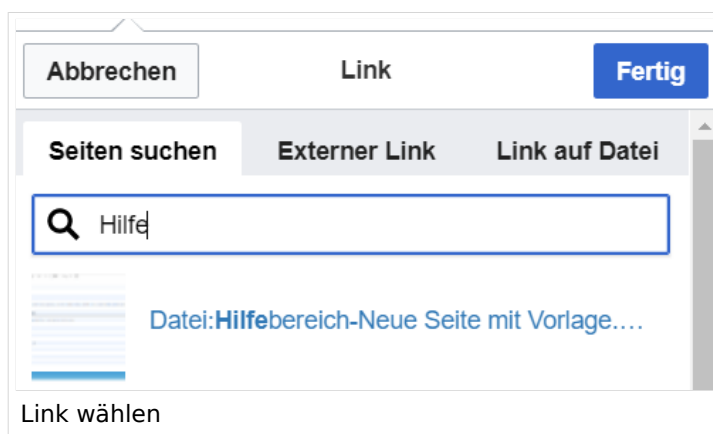 Abbrechen Link Fertig
Seiten suchen Externer Link Link auf Datei
Hilfe
Datei:Hilfebereich-Neue Seite mit Vorlage....
Link wählen